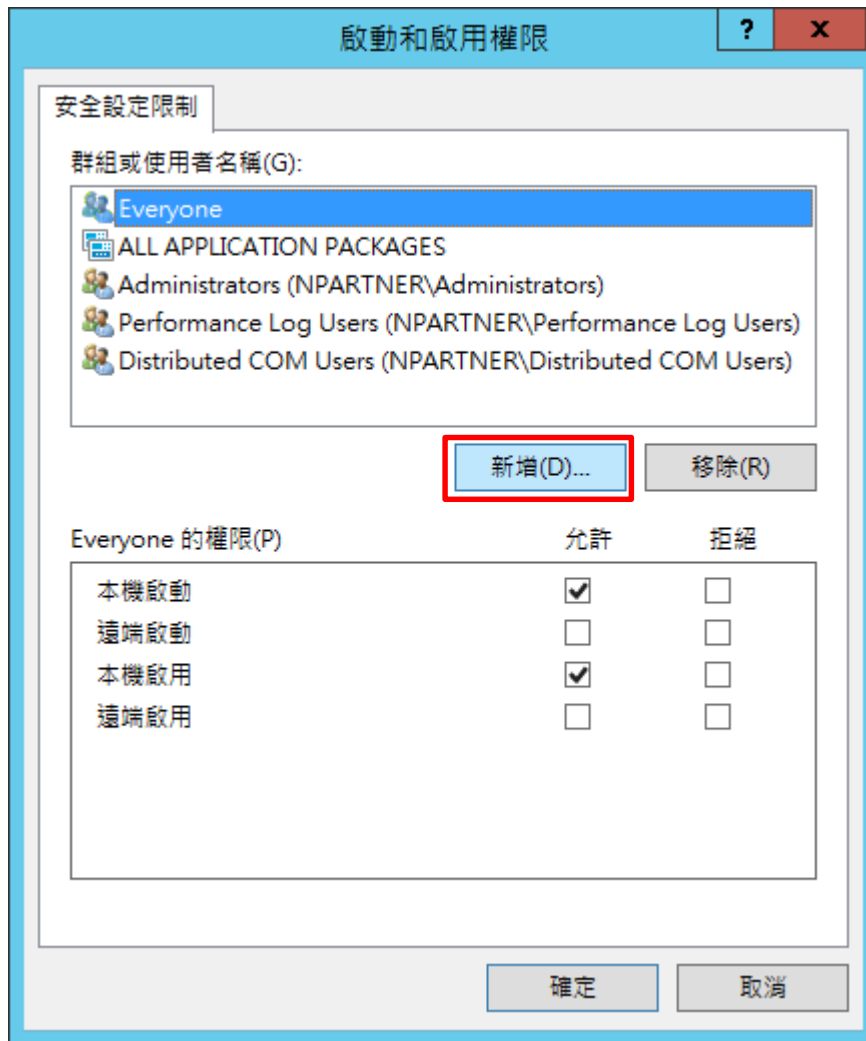 啟動和啟用權限
?
x
安全設定限制
群組或使用者名稱(G):
Everyone
ALL APPLICATION PACKAGES
Administrators (NPARTNER\Administrators)
Performance Log Users (NPARTNER\Performance Log Users)
Distributed COM Users (NPARTNER\Distributed COM Users)
新增(D)... 移除(R)
Everyone 的權限(P) 允許 拒絕
本機啟動
遠端啟動
本機啟用
遠端啟用
確定 取消